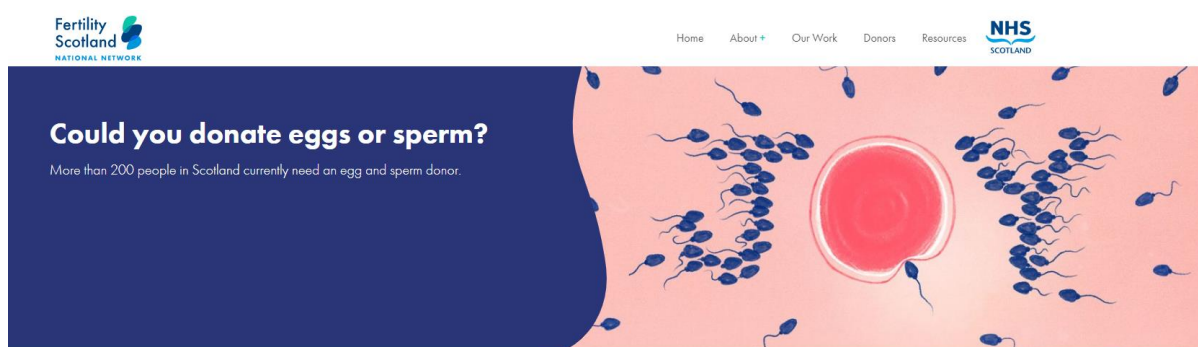 Fertility
Scotland
NATIONAL NETWORK
Home About + Our Work Donors Resources
NHS
SCOTLAND
Could you donate eggs or sperm?
More than 200 people in Scotland currently need an egg and sperm donor.
JOY